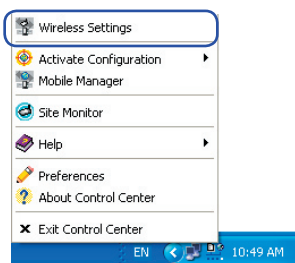 Wireless Settings
Activate Configuration
Mobile Manager
Site Monitor
Help
Preferences
About Control Center
Exit Control Center
EN 10:49 AM